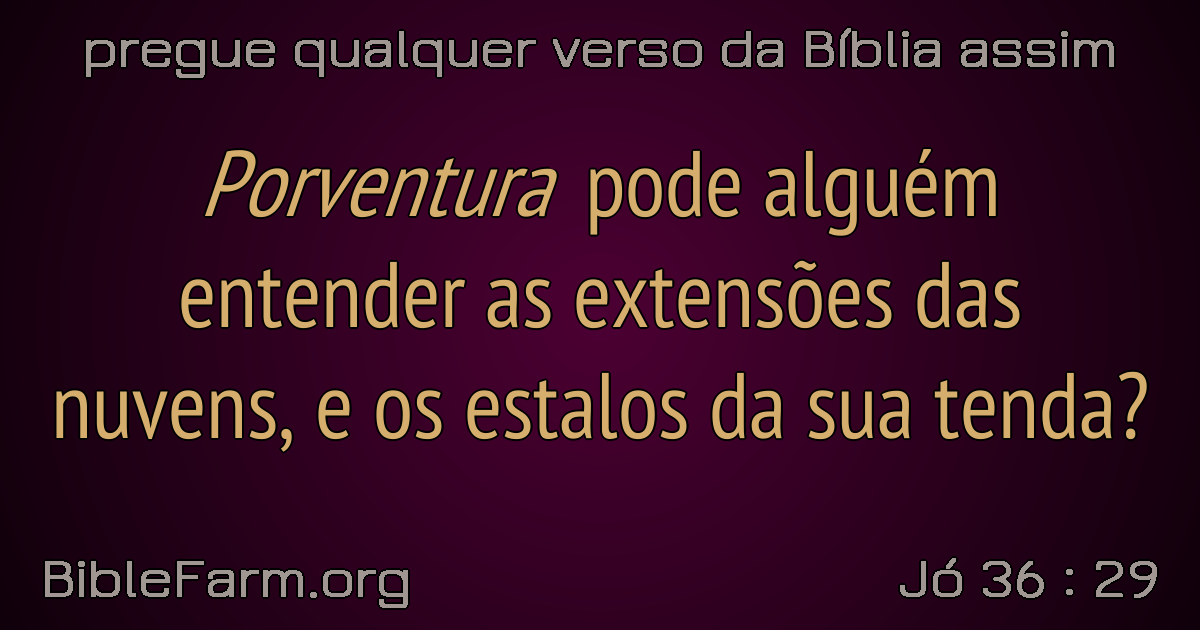 pregue qualquer verso da Bíblia assim
Porventura pode alguém
entender as extensões das
nuvens, e os estalos da sua tenda?
BibleFarm.org
Jó 36 : 29